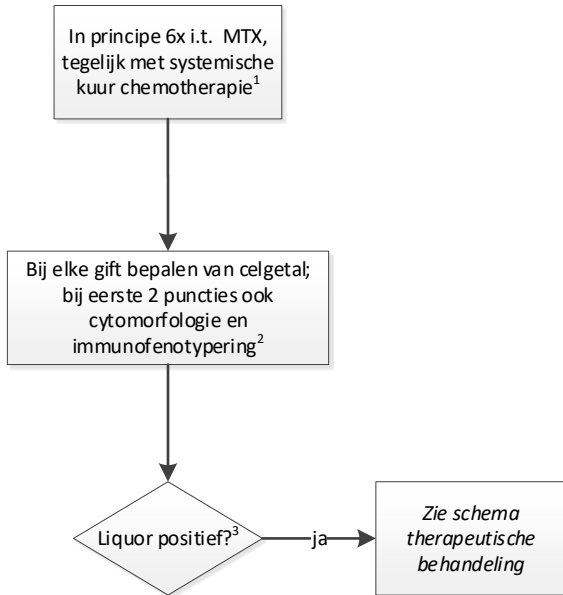 In principe 6x i.t. MTX,
tegelijk met systemische
kuur chemotherapie¹
Bij elke gift bepalen van celgetal;
bij eerste 2 puncties ook
cytomorfologie en
immunofenotypering²
Liquor positief?³
ja
Zie schema
therapeutische
behandeling